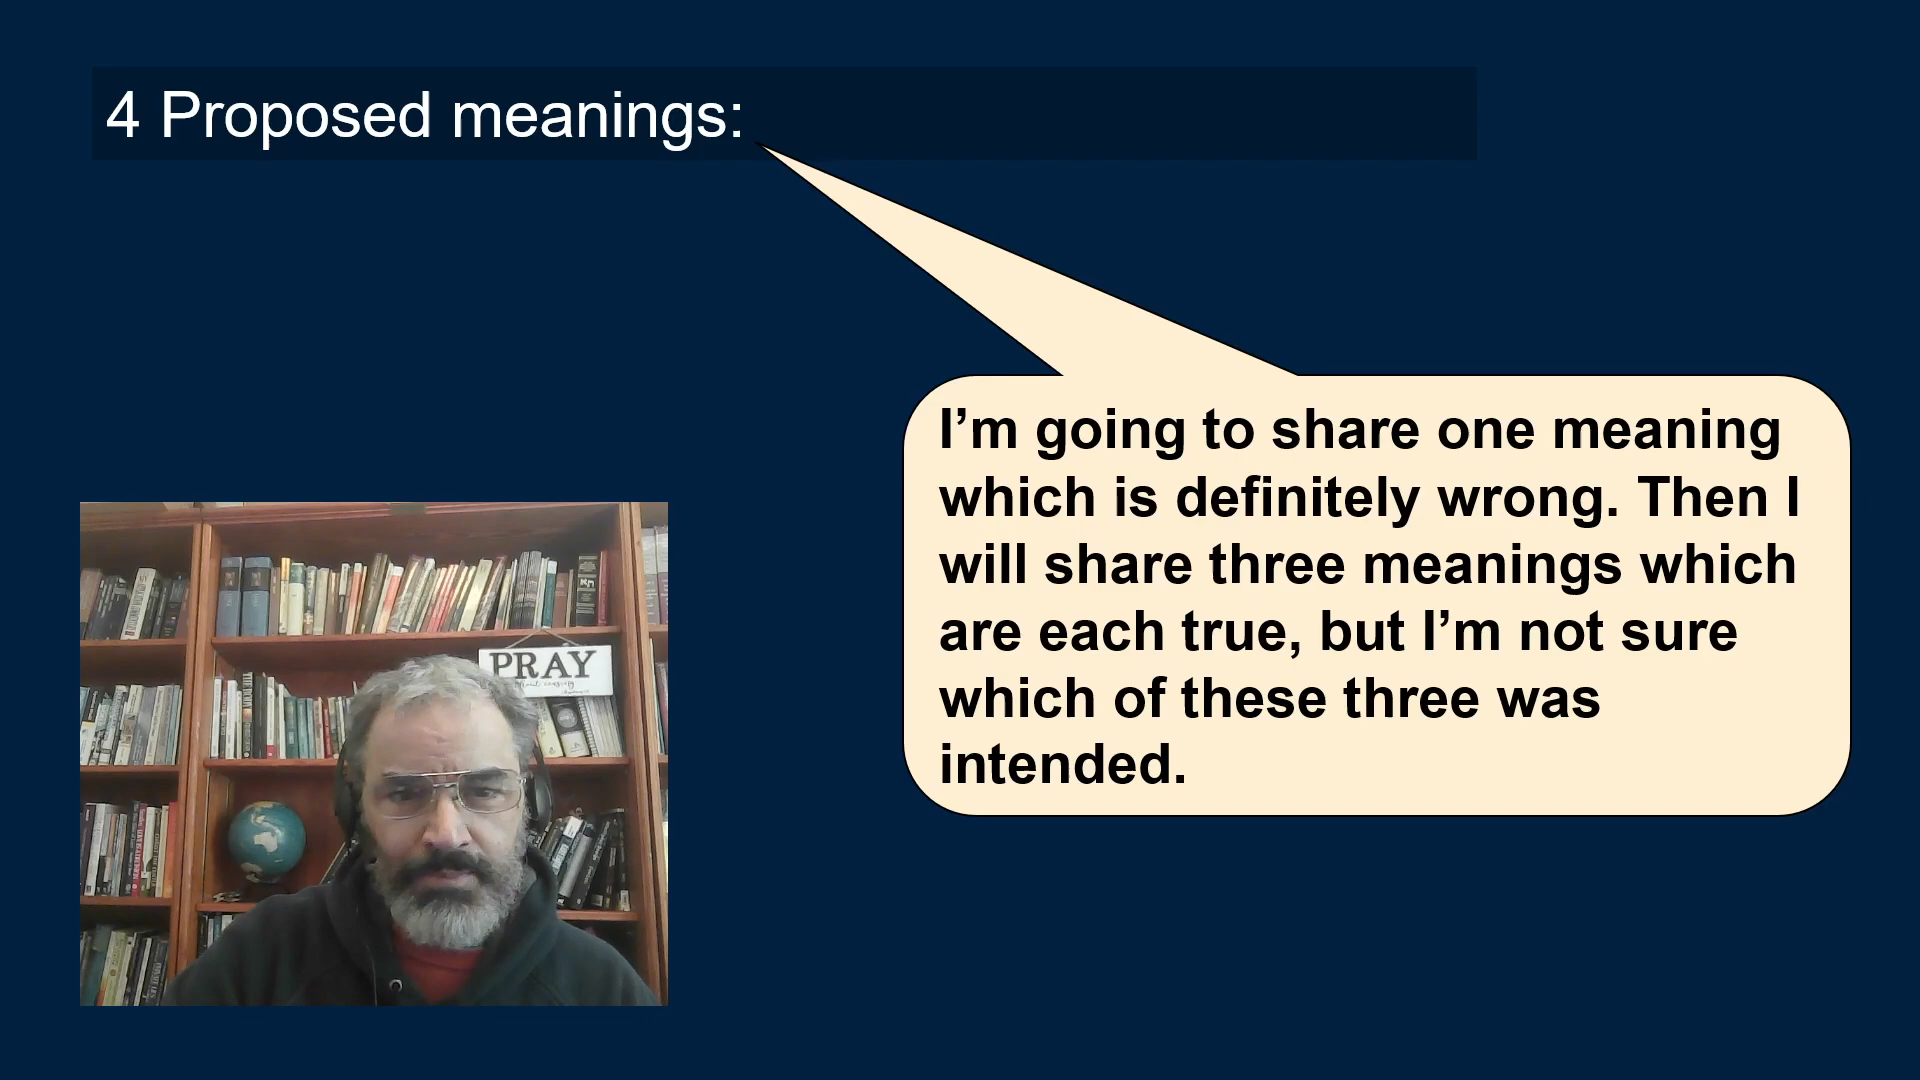 4 Proposed meanings:
I’m going to share one meaning
which is definitely wrong. Then I
will share three meanings which
are each true, but I’m not sure
which of these three was
intended.
PRAY